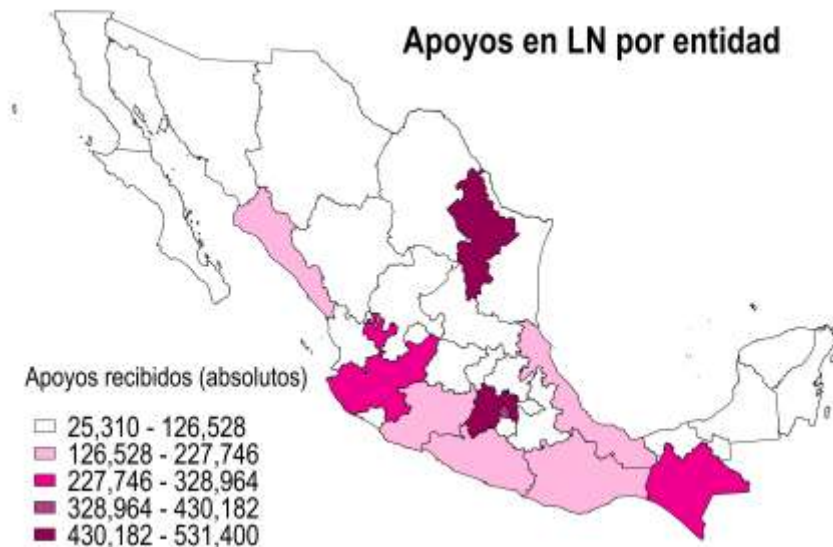 Apoyos en LN por entidad
Apoyos recibidos (absolutos)
25,310 - 126,528
126,528 - 227,746
227,746 - 328,964
328,964 - 430,182
430,182 - 531,400